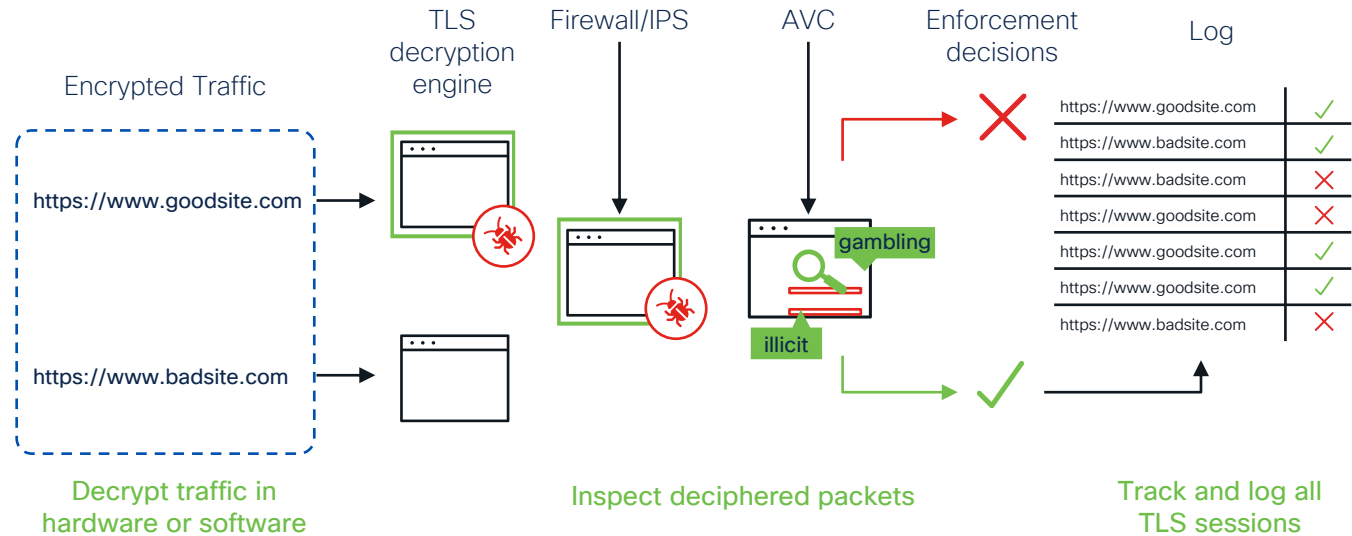 Encrypted Traffic
TLS
decryption
engine
Firewall/IPS
AVC
Enforcement
decisions
Log
https://www.goodsite.com
https://www.badsite.com
gambling
illicit
https://www.goodsite.com
https://www.badsite.com
https://www.badsite.com
https://www.goodsite.com
https://www.goodsite.com
https://www.goodsite.com
https://www.badsite.com
Decrypt traffic in
hardware or software
Inspect deciphered packets
Track and log all
TLS sessions